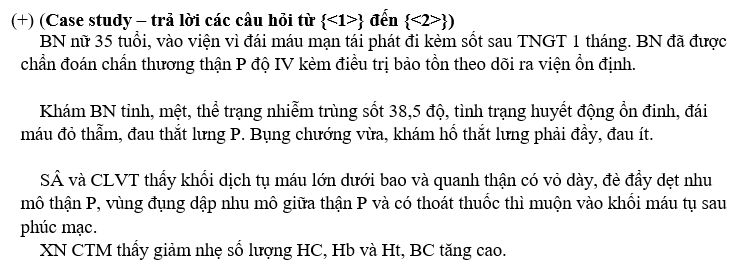 (+) (Case study – trả lời các câu hỏi từ {<1>} đến {<2>})
BN nữ 35 tuổi, vào viện vì đái máu mạn tái phát đi kèm sốt sau TNGT 1 tháng. BN đã được
chẩn đoán chấn thương thận P độ IV kèm điều trị bảo tồn theo dõi ra viện ổn định.
Khám BN tỉnh, mệt, thể trạng nhiễm trùng sốt 38,5 độ, tình trạng huyết động ổn đinh, đái
máu đỏ thẫm, đau thắt lưng P. Bụng chướng vừa, khám hố thắt lưng phải đầy, đau ít.
SÂ và CLVT thấy khối dịch tụ máu lớn dưới bao và quanh thận có vỏ dày, đè đẩy dẹt nhu
mô thận P, vùng đụng dập nhu mô giữa thận P và có thoát thuốc thì muộn vào khối máu tụ sau
phúc mạc.
XN CTM thấy giảm nhẹ số lượng HC, Hb và Ht, BC tăng cao.